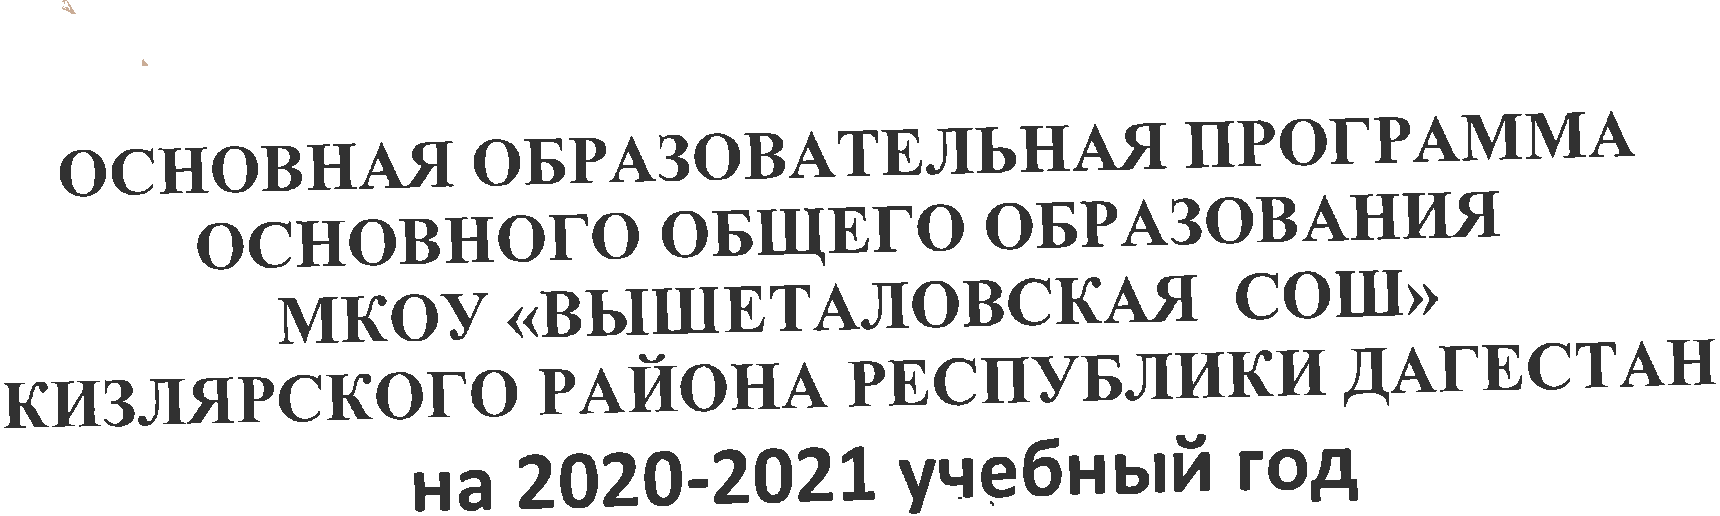 ОСНОВНАЯ ОБРАЗОВАТЕЛЬНАЯ ПРОГРАММА
ОСНОВНОГО ОБЩЕГО ОБРАЗОВАНИЯ
МКОУ «ВЫШЕТАЛОВСКАЯ СОШ»
КИЗЛЯРСКОГО РАЙОНА РЕСПУБЛИКИ ДАГЕСТАН
на 2020-2021 учебный год